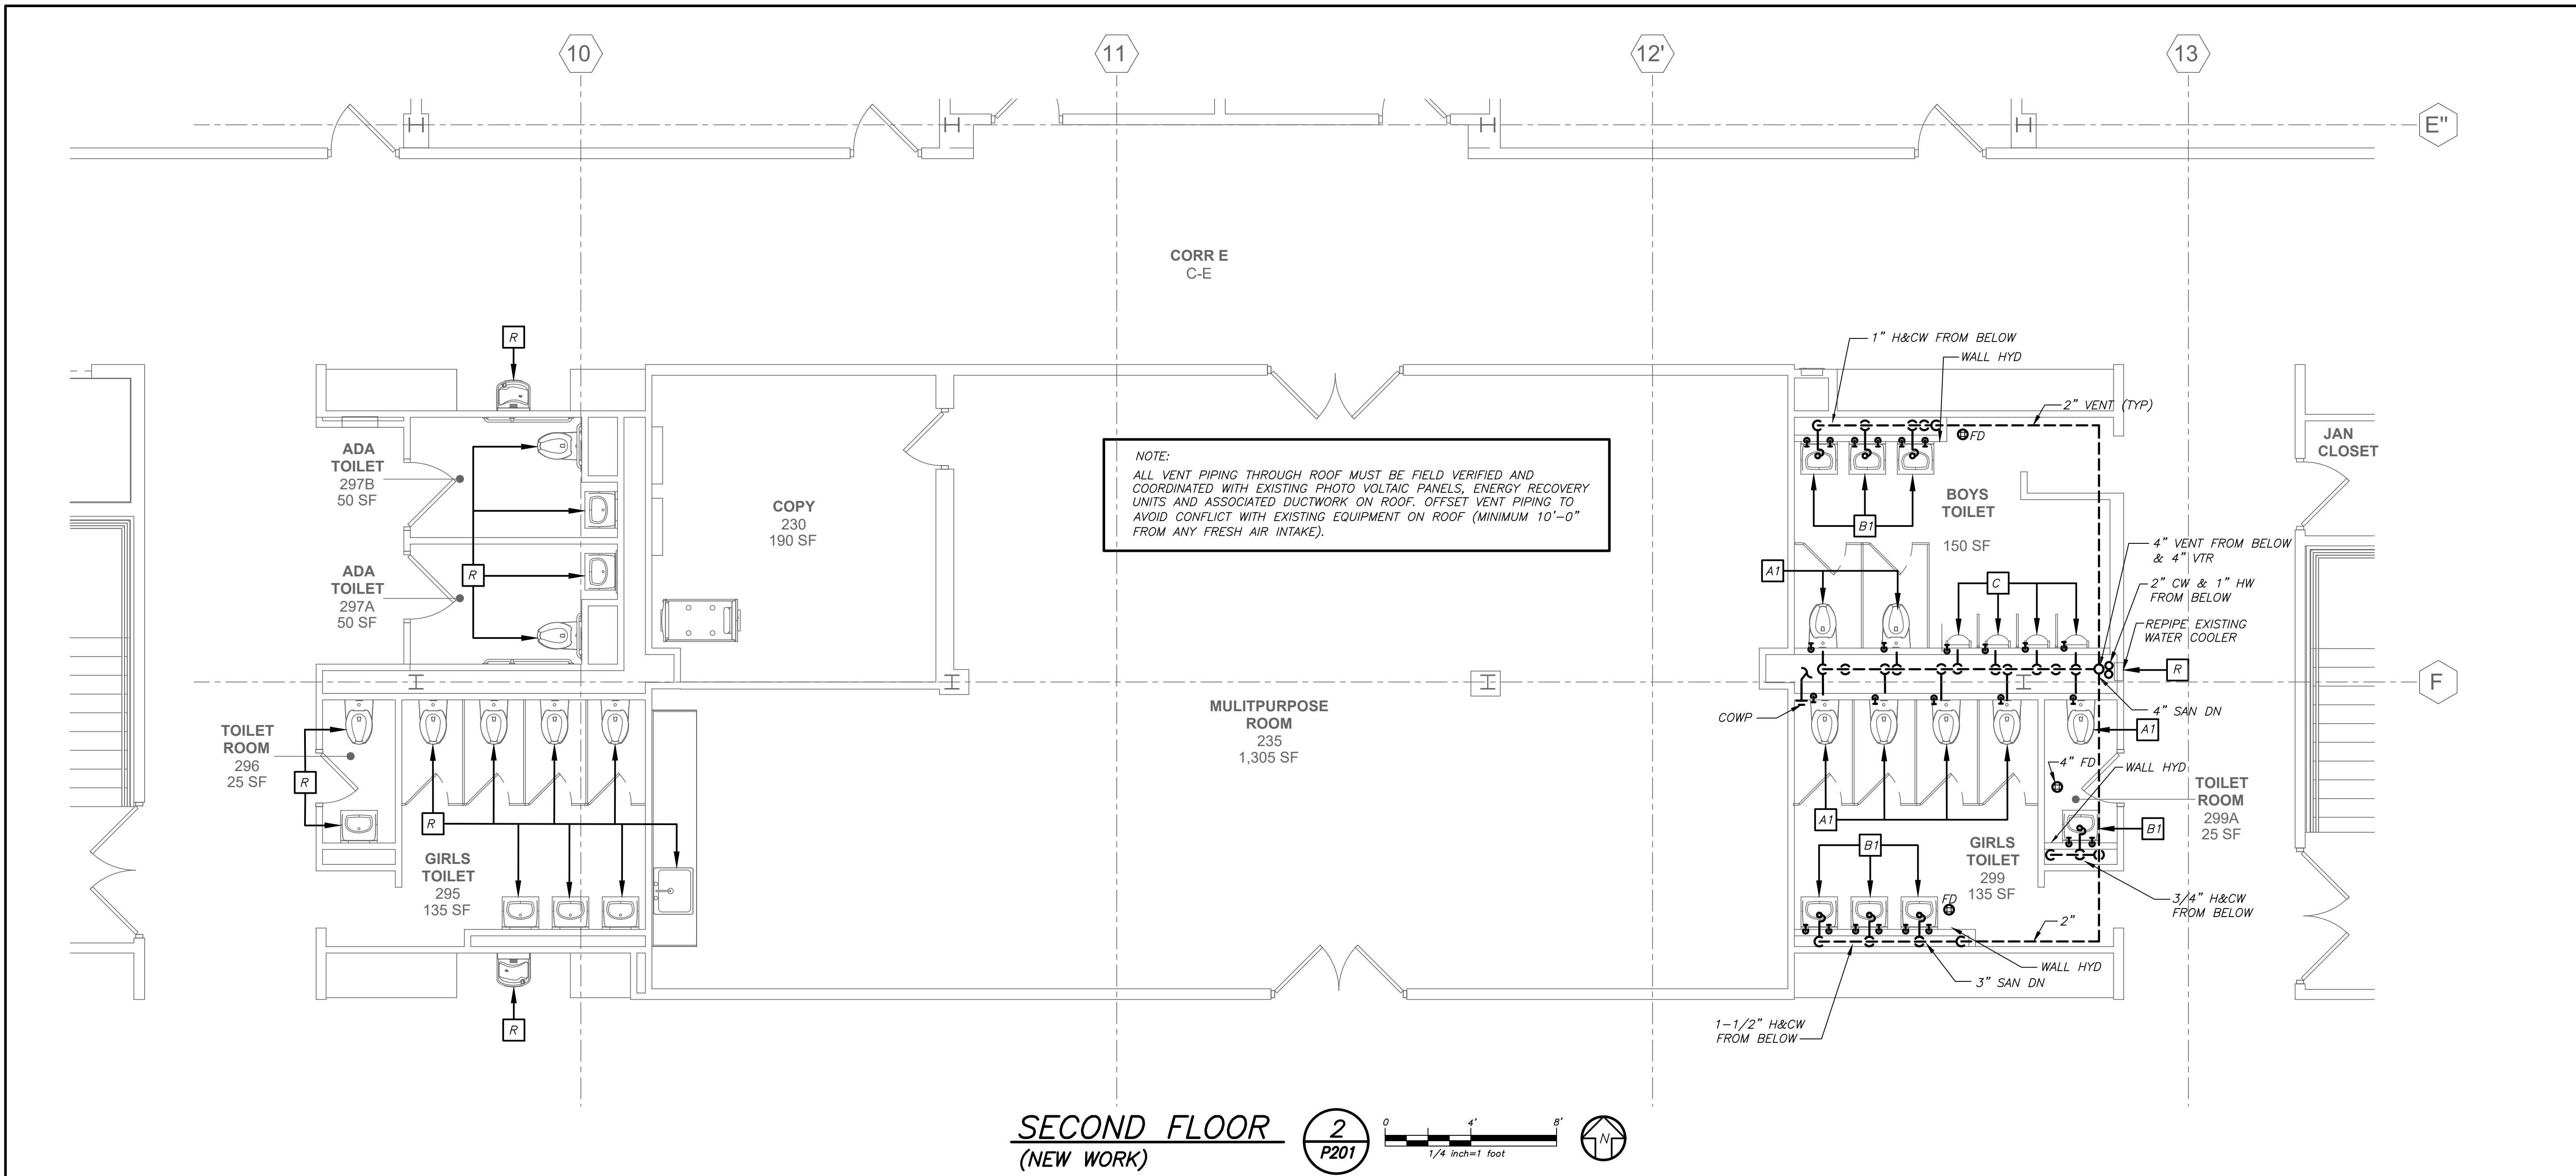 10
11
12'
13
E"
CORR E
C-E
R
1" H&CW FROM BELOW
WALL HYD
2" VENT (TYP)
FD
ADA
TOILET
297B
50 SF
ADA
TOILET
297A
50 SF
R
COPY
230
190 SF
NOTE:
ALL VENT PIPING THROUGH ROOF MUST BE FIELD VERIFIED AND
COORDINATED WITH EXISTING PHOTO VOLTAIC PANELS, ENERGY RECOVERY
UNITS AND ASSOCIATED DUCTWORK ON ROOF. OFFSET VENT PIPING TO
AVOID CONFLICT WITH EXISTING EQUIPMENT ON ROOF (MINIMUM 10'-0"
FROM ANY FRESH AIR INTAKE).
BOYS
TOILET
150 SF
B1
A1
C
JAN
CLOSET
4" VENT FROM BELOW
& 4" VTR
2" CW & 1" HW
FROM BELOW
REPIPE EXISTING
WATER COOLER
R
F
4" SAN DN
A1
COWP
MULITPURPOSE
ROOM
235
1,305 SF
TOILET
ROOM
296
25 SF
R
R
GIRLS
TOILET
295
135 SF
R
4" FD
WALL HYD
TOILET
ROOM
299A
25 SF
B1
A1
B1
GIRLS
TOILET
299
135 SF
FD
3/4" H&CW
FROM BELOW
2"
WALL HYD
3" SAN DN
1-1/2" H&CW
FROM BELOW
SECOND FLOOR
(NEW WORK)
2
P201
0 4' 8'
1/4 inch=1 foot
N